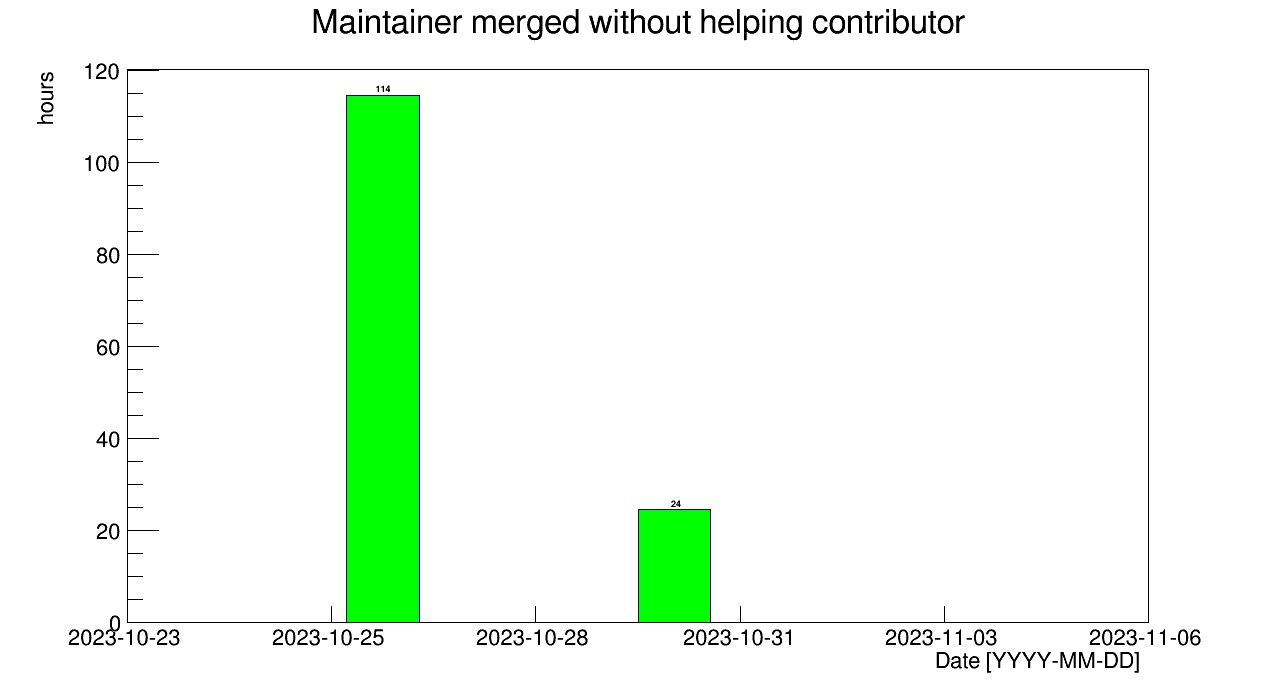 Maintainer merged without helping contributor
hours
120
100
80
60
40
20
0
114
24
2023-10-23 2023-10-25 2023-10-28 2023-10-31 2023-11-03 2023-11-06
Date [YYYY-MM-DD]